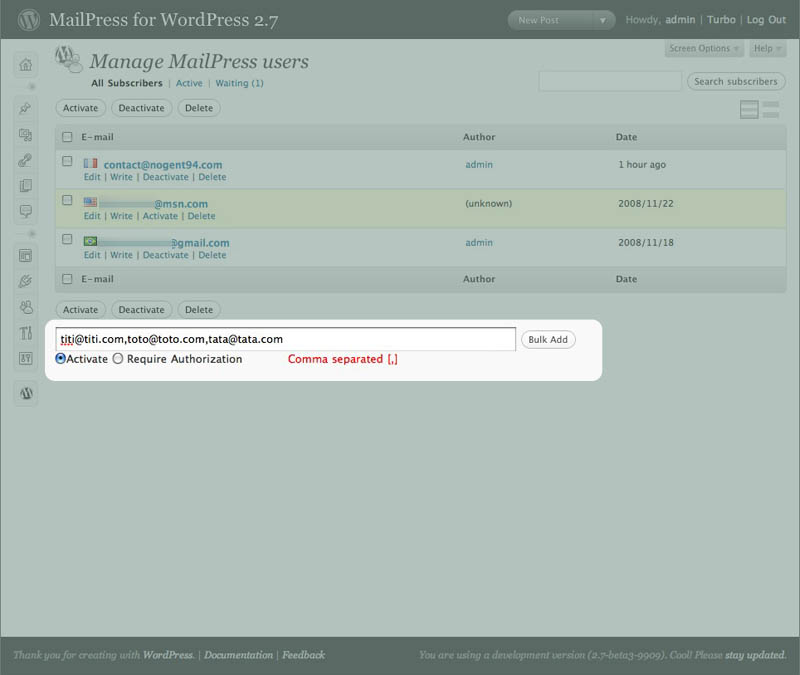 MailPress for WordPress 2.7
New Post
Howdy, admin | Turbo | Log Out
Screen Options
Help
Manage MailPress users
All Subscribers | Active | Waiting (1)
Search subscribers
Activate Deactivate Delete
E-mail Author Date
contact@nogent94.com admin 1 hour ago
Edit | Write | Deactivate | Delete
@msn.com (unknown) 2008/11/22
Edit | Write | Activate | Delete
@gmail.com admin 2008/11/18
Edit | Write | Deactivate | Delete
E-mail Author Date
Activate Deactivate Delete
titi@titi.com,toto@toto.com,tata@tata.com Bulk Add
Activate Require Authorization Comma separated [,]
Thank you for creating with WordPress. | Documentation | Feedback You are using a development version (2.7-beta3-9909). Cool! Please stay updated.